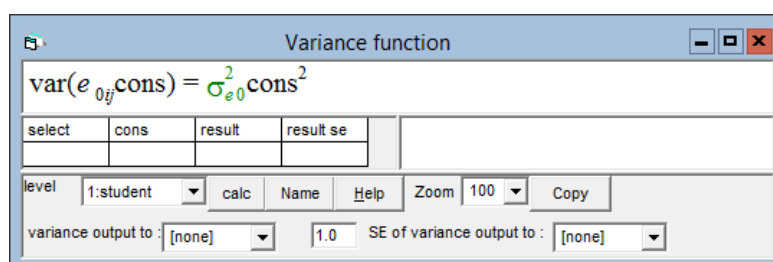 Variance function
var(e₀ᵢⱼcons) = σ²ₑ₀cons²
select cons result result se
level 1:student calc Name Help Zoom 100 Copy
variance output to : [none] 1.0 SE of variance output to : [none]